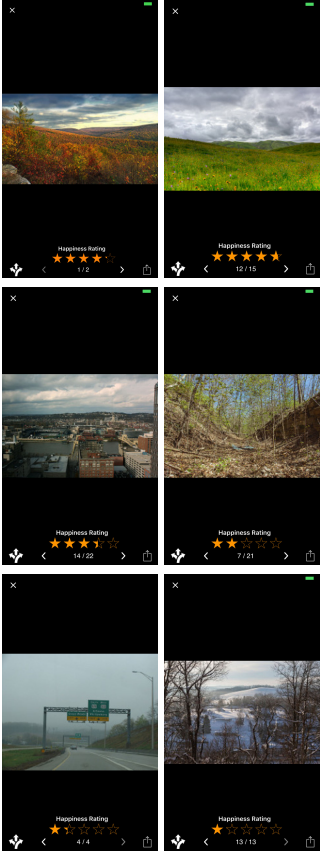 Happiness Rating
1 / 2
Happiness Rating
12 / 15
Happiness Rating
14 / 22
Happiness Rating
7 / 21
Happiness Rating
4 / 4
Happiness Rating
13 / 13